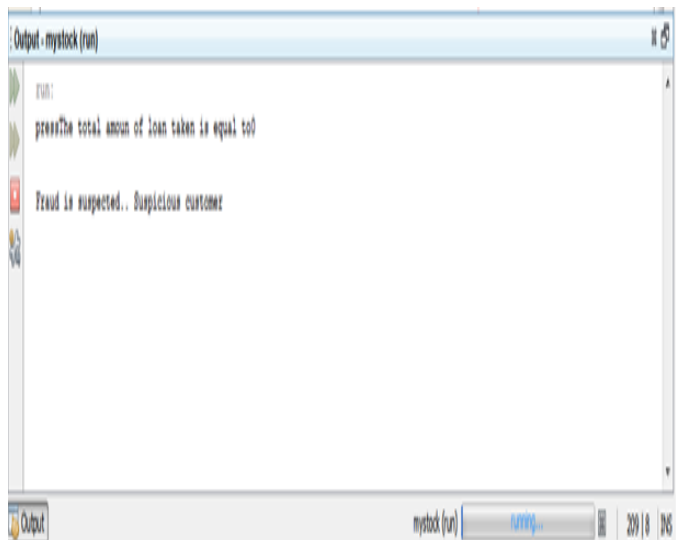 Output - mystock (run)
run:
pressThe total amoun of loan taken is equal to0
Fraud is suspected.. Suspicious customer
Output
mystock (run)
running...
209 | 8
INS